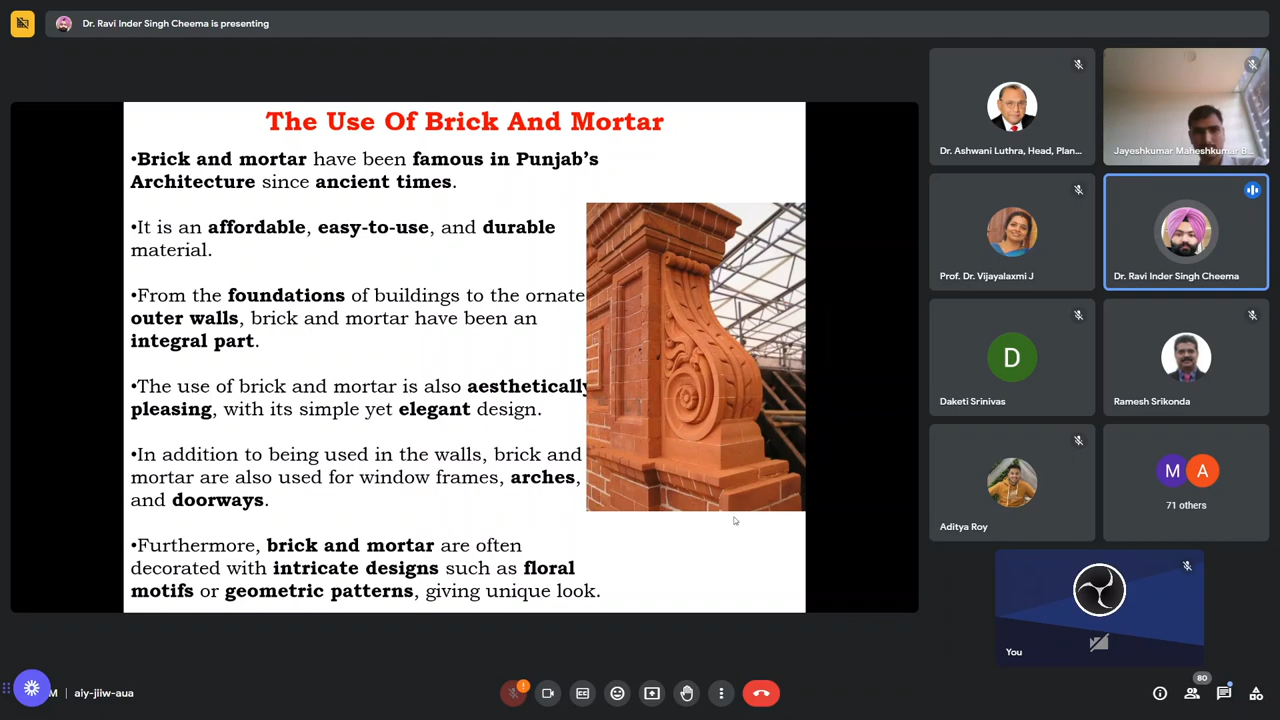 Dr. Ravi Inder Singh Cheema is presenting
The Use Of Brick And Mortar
•Brick and mortar have been famous in Punjab's
Architecture since ancient times.
•It is an affordable, easy-to-use, and durable
material.
•From the foundations of buildings to the ornate
outer walls, brick and mortar have been an
integral part.
•The use of brick and mortar is also aesthetically
pleasing, with its simple yet elegant design.
•In addition to being used in the walls, brick and
mortar are also used for window frames, arches,
and doorways.
•Furthermore, brick and mortar are often
decorated with intricate designs such as floral
motifs or geometric patterns, giving unique look.
Dr. Ashwani Luthra, Head, Plan...
Jayeshkumar Maheshkumar B...
Prof. Dr. Vijayalaxmi J
Dr. Ravi Inder Singh Cheema
D
Daketi Srinivas
Ramesh Srikonda
Aditya Roy
M A
71 others
You
M | aiy-jiiw-aua
!
80